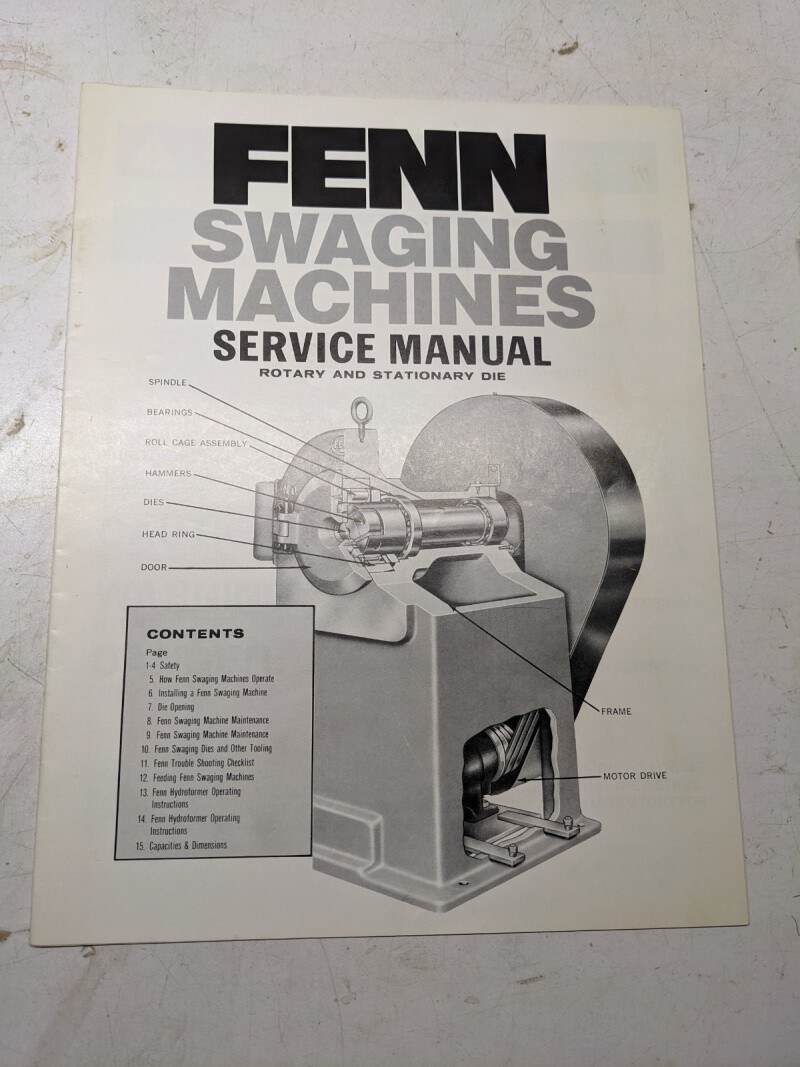 FENN
SWAGING
MACHINES
SERVICE MANUAL
ROTARY AND STATIONARY DIE
SPINDLE
BEARINGS
ROLL CAGE ASSEMBLY
HAMMERS
DIES
HEAD RING
DOOR
FRAME
MOTOR DRIVE
CONTENTS
Page
1-4 Safety
5. How Fenn Swaging Machines Operate
6. Installing a Fenn Swaging Machine
7. Die Opening
8. Fenn Swaging Machine Maintenance
9. Fenn Swaging Machine Maintenance
10. Fenn Swaging Dies and Other Tooling
11. Fenn Trouble Shooting Checklist
12. Feeding Fenn Swaging Machines
13. Fenn Hydroformer Operating
Instructions
14. Fenn Hydroformer Operating
Instructions
15. Capacities & Dimensions